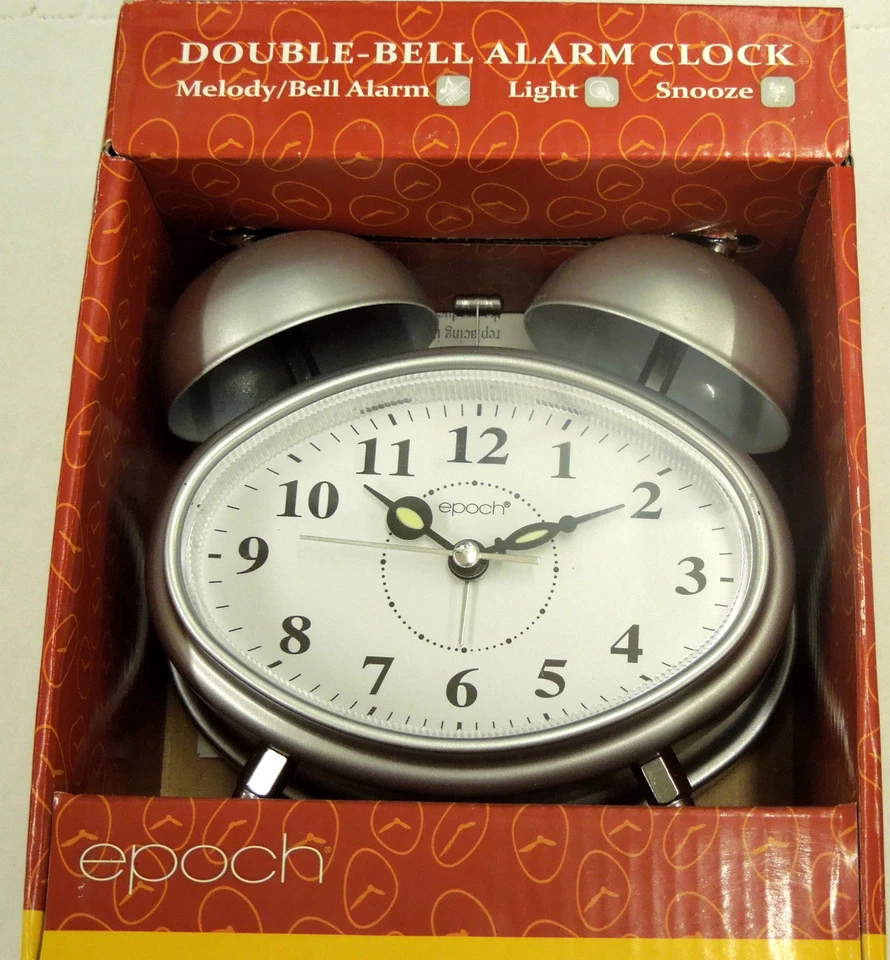 DOUBLE-BELL ALARM CLOCK
Melody/Bell Alarm Light Snooze
replacing
12
11 1
10 2
epoch
9 3
8 4
7 5
6
epoch